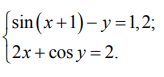 sin(x+1)−y=1,2;
2x+cos y=2.